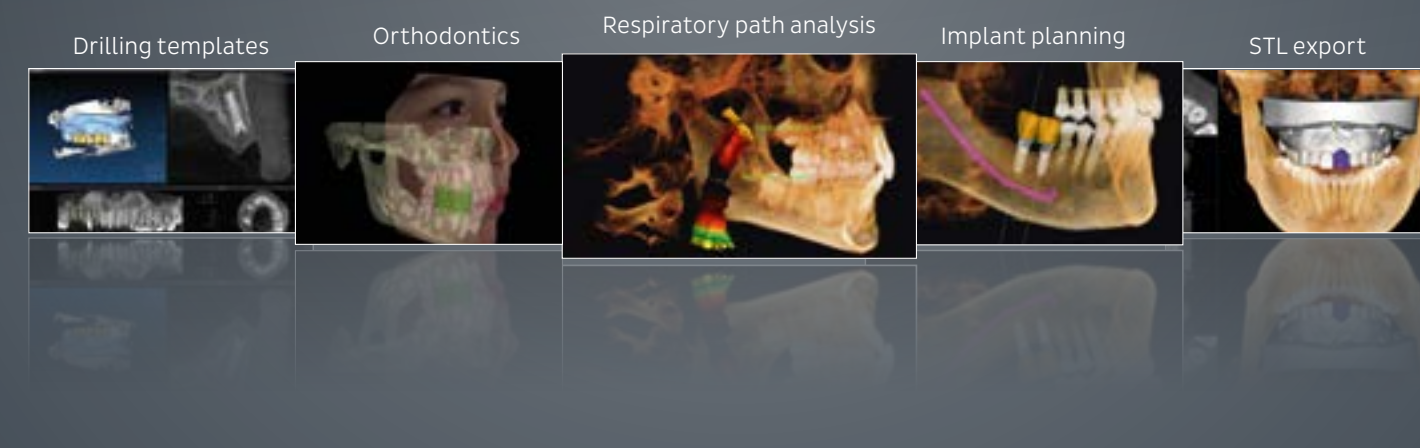 Drilling templates
Orthodontics
Respiratory path analysis
Implant planning
STL export